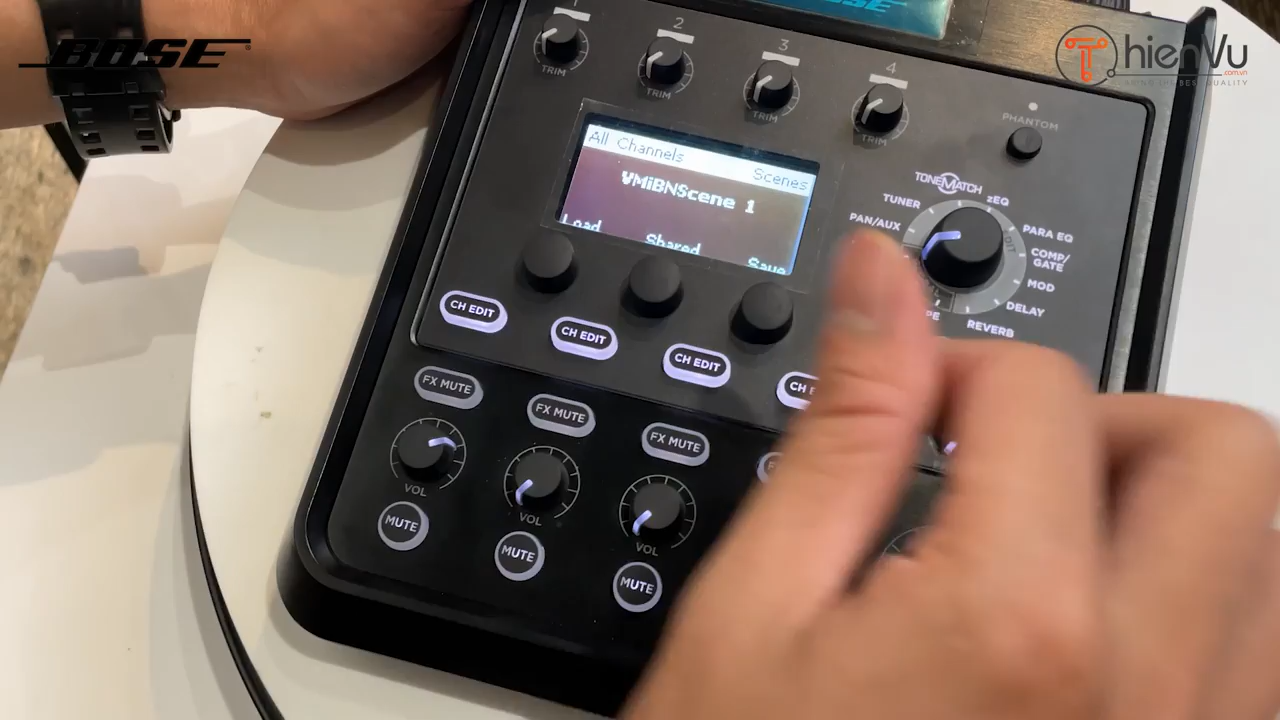 BOSE
BOSE
hienVu
.com.vn
1
2
3
4
TRIM
TRIM
TRIM
TRIM
PHANTOM
All Channels
Scenes
VMiBNScene 1
Load
Shared
Save
TONEMATCH
TUNER
PAN/AUX
zEQ
PARA EQ
COMP/
GATE
MOD
DELAY
REVERB
CH EDIT
CH EDIT
CH EDIT
CH
FX MUTE
FX MUTE
FX MUTE
VOL
VOL
VOL
MUTE
MUTE
MUTE